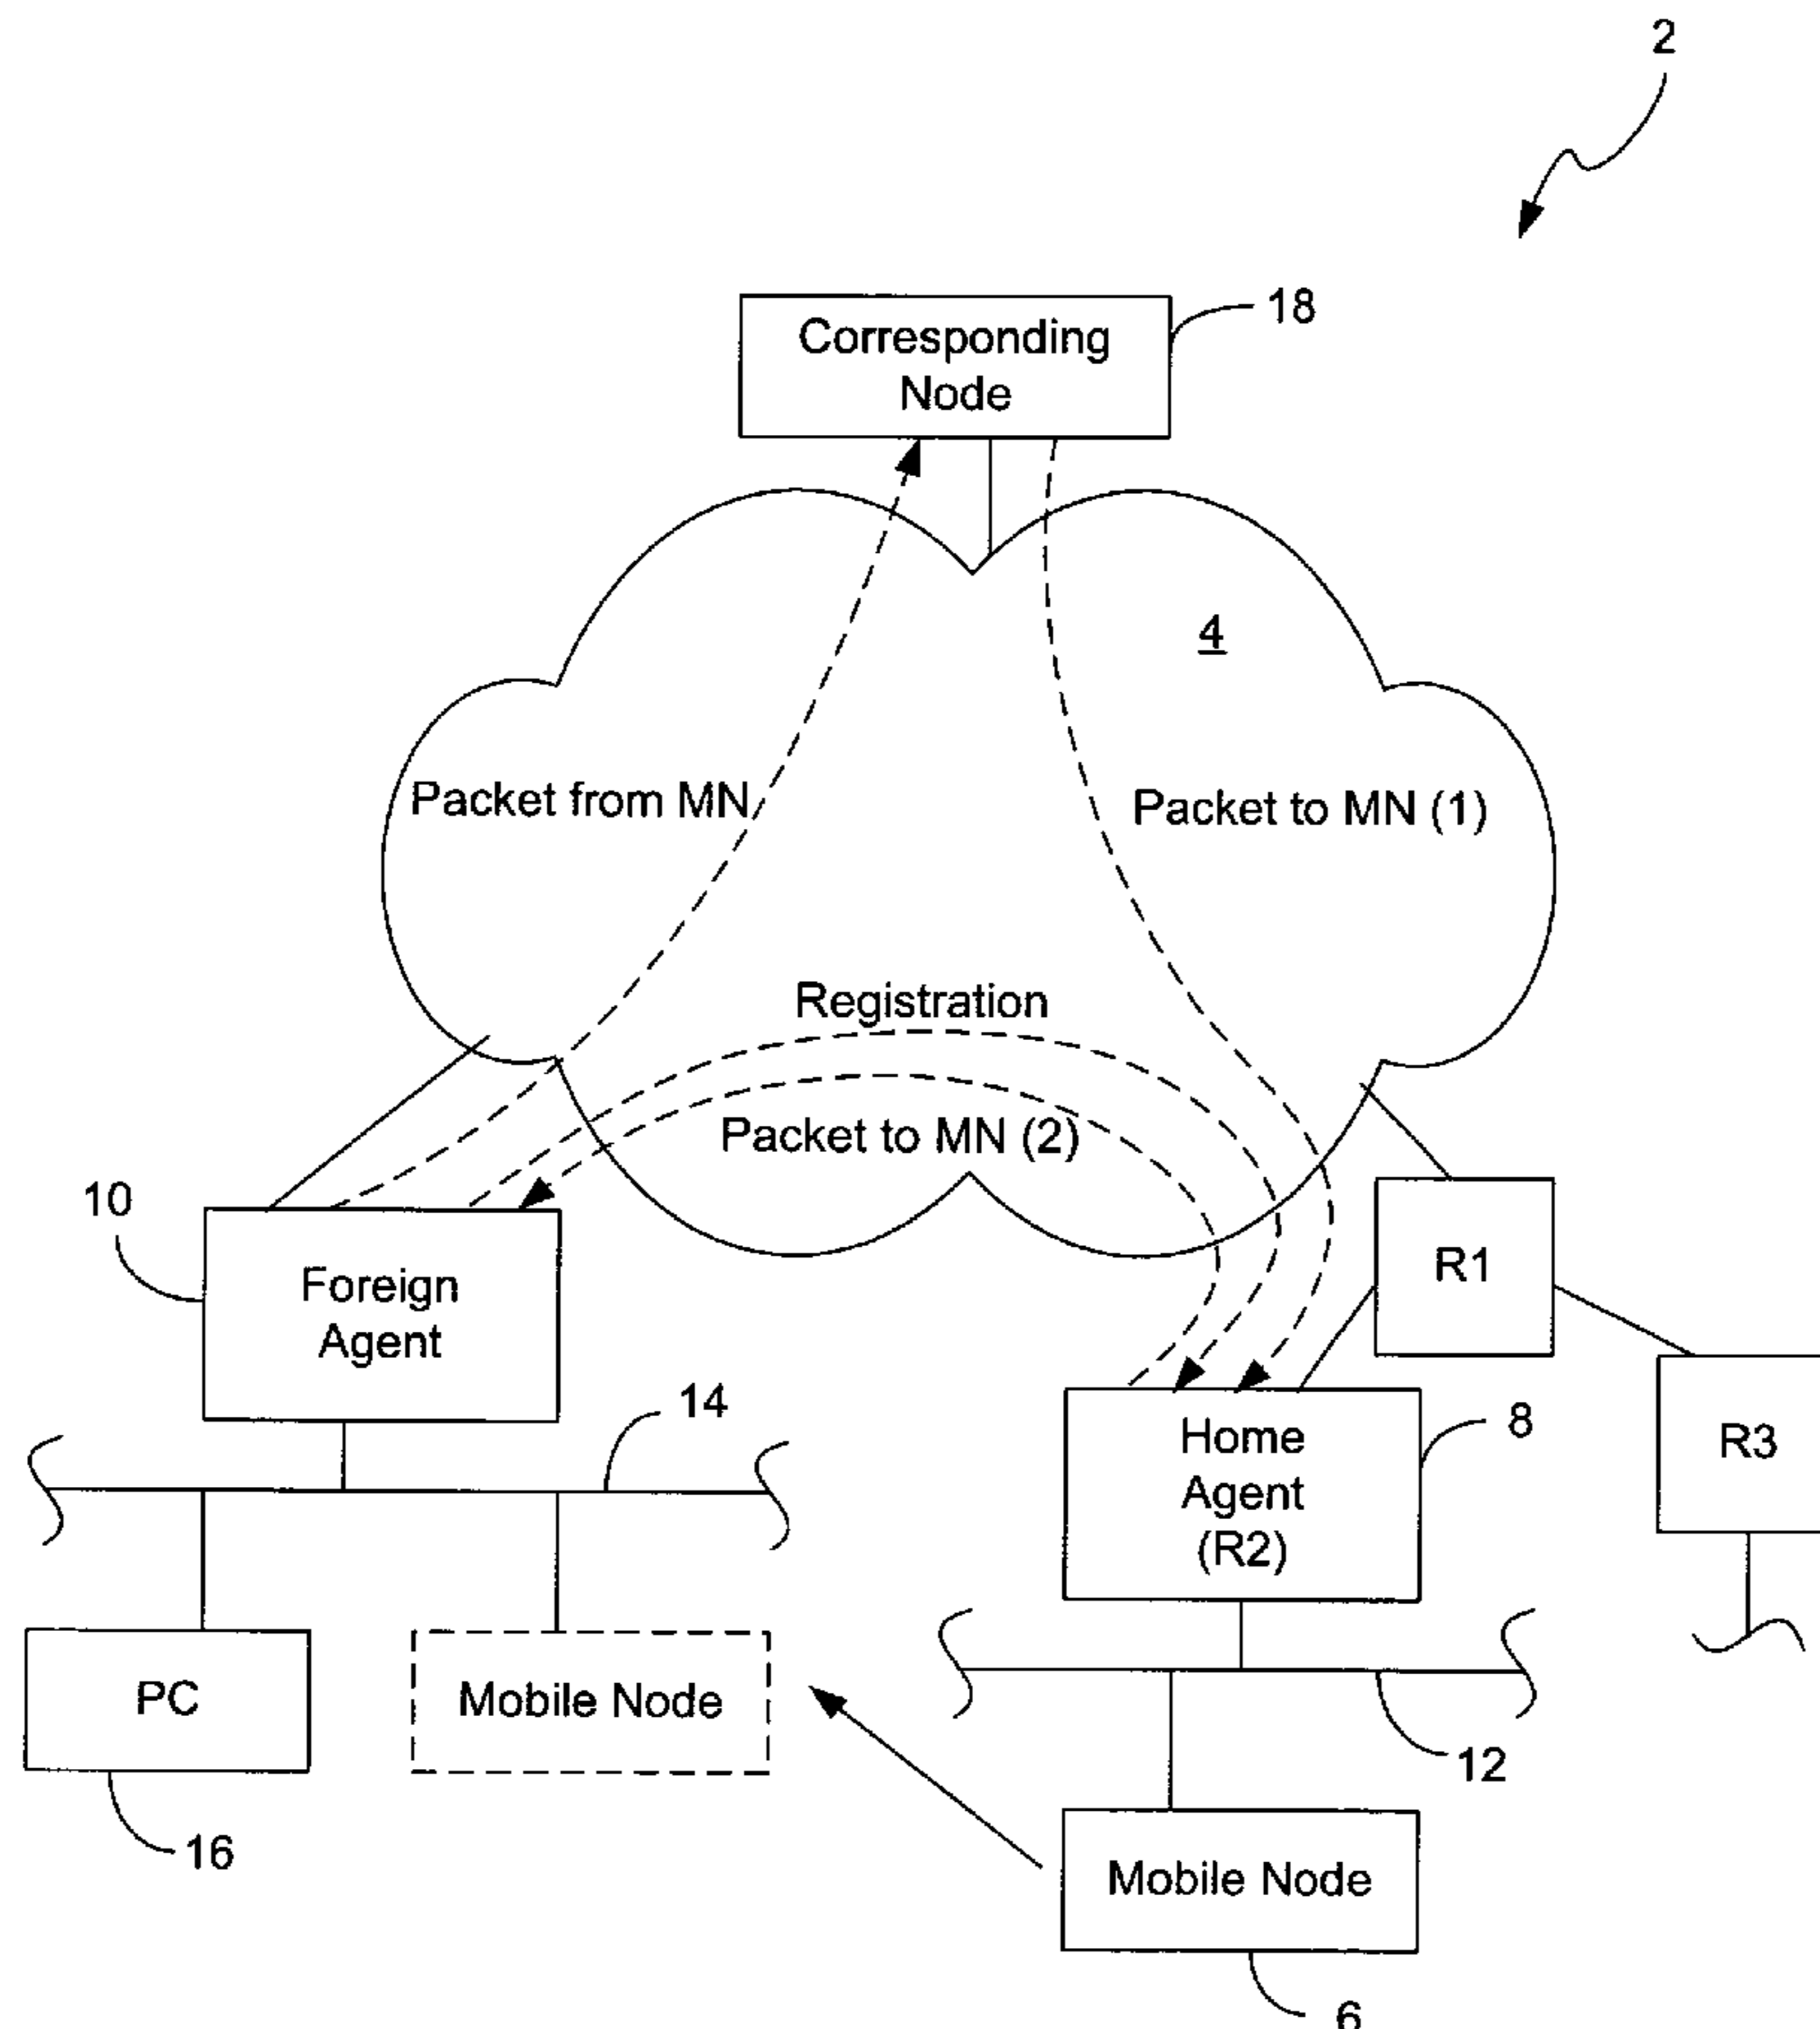 2
Corresponding
Node
18
4
Packet from MN
Packet to MN (1)
Registration
Packet to MN (2)
10
Foreign
Agent
R1
14
Home
Agent
(R2)
8
R3
PC
Mobile Node
12
16
Mobile Node
6